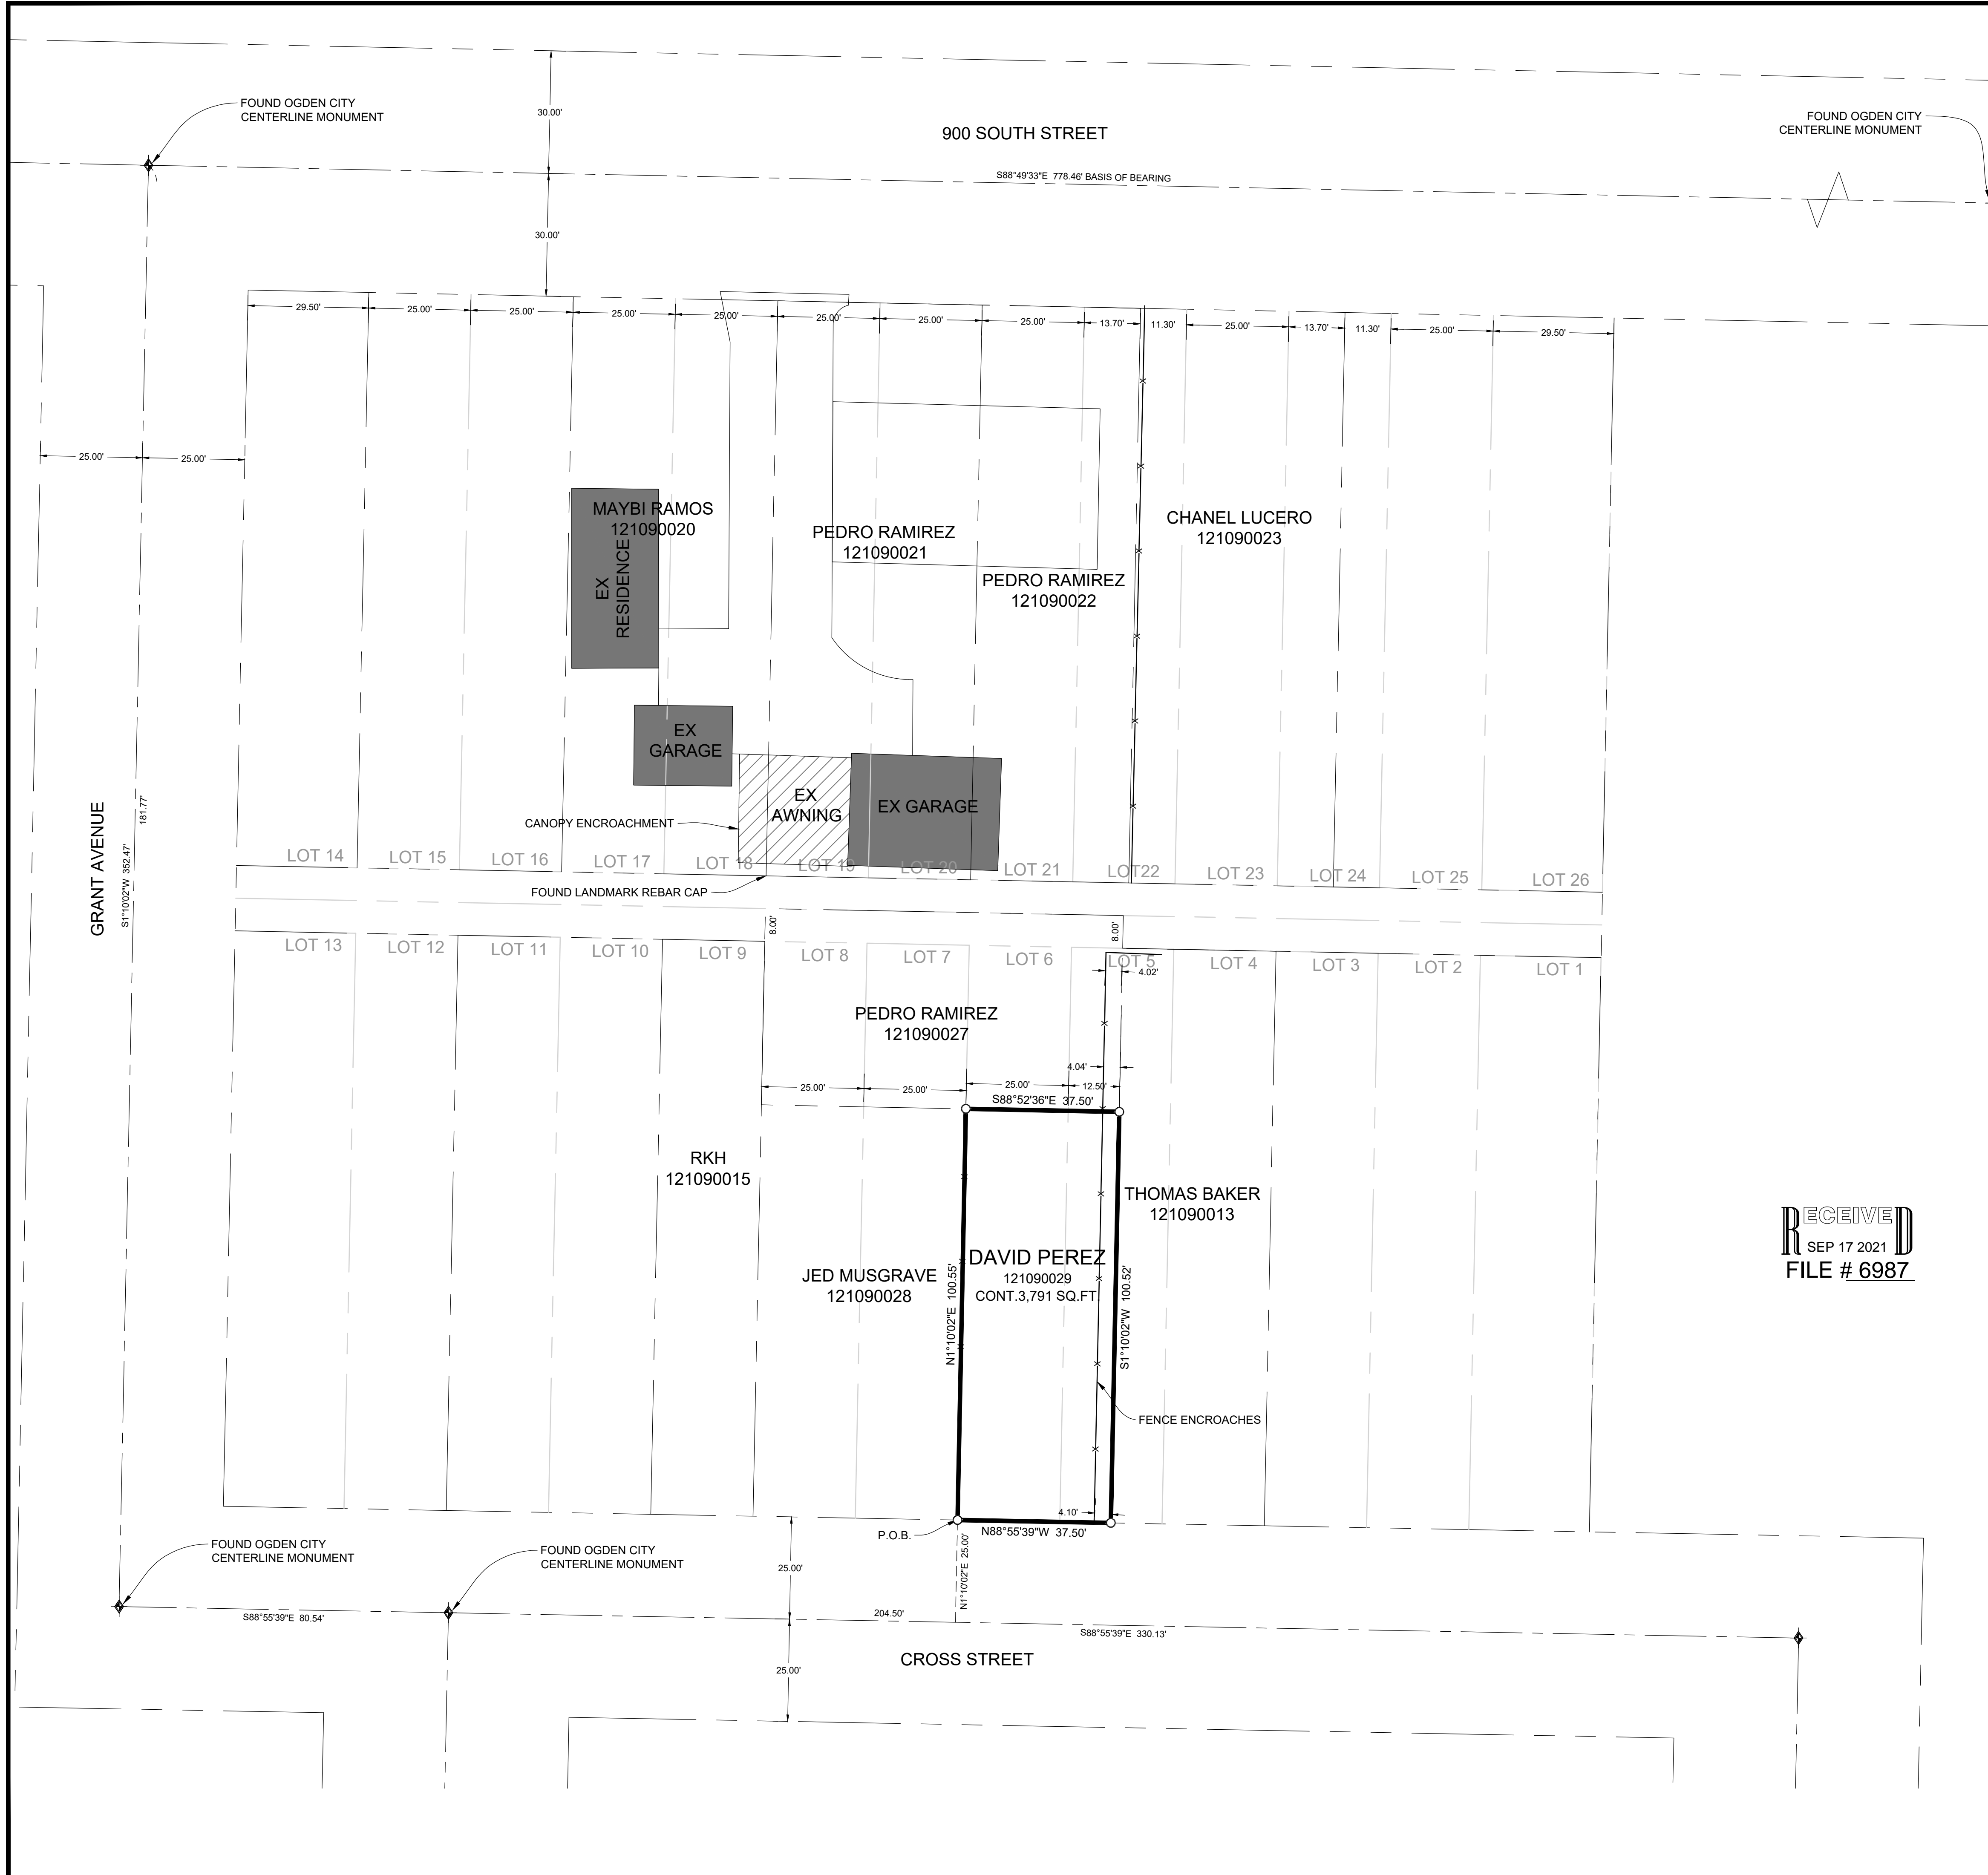 FOUND OGDEN CITY
CENTERLINE MONUMENT
30.00'
900 SOUTH STREET
FOUND OGDEN CITY
CENTERLINE MONUMENT
S88°49'33"E 778.46' BASIS OF BEARING
30.00'
29.50'
25.00'
25.00'
25.00'
25.00'
25.00'
25.00'
25.00'
13.70'
11.30'
25.00'
13.70'
11.30'
25.00'
29.50'
25.00'
25.00'
MAYBI RAMOS
121090020
EX
RESIDENCE
PEDRO RAMIREZ
121090021
PEDRO RAMIREZ
121090022
CHANEL LUCERO
121090023
EX
GARAGE
EX
AWNING
EX GARAGE
CANOPY ENCROACHMENT
GRANT AVENUE
S1°10'02"W 352.47'
181.77'
LOT 14
LOT 15
LOT 16
LOT 17
LOT 18
LOT 19
LOT 20
LOT 21
LOT22
LOT 23
LOT 24
LOT 25
LOT 26
FOUND LANDMARK REBAR CAP
8.00'
8.00'
LOT 13
LOT 12
LOT 11
LOT 10
LOT 9
LOT 8
LOT 7
LOT 6
LOT 5
LOT 4
LOT 3
LOT 2
LOT 1
4.02'
PEDRO RAMIREZ
121090027
4.04'
25.00'
25.00'
25.00'
12.50'
S88°52'36"E 37.50'
RKH
121090015
THOMAS BAKER
121090013
JED MUSGRAVE
121090028
N1°10'02"E 100.55'
DAVID PEREZ
121090029
CONT.3,791 SQ.FT.
S1°10'02"W 100.52'
RECEIVED
SEP 17 2021
FILE # 6987
FENCE ENCROACHES
4.10'
P.O.B.
N88°55'39"W 37.50'
N1°10'02"E 25.00'
FOUND OGDEN CITY
CENTERLINE MONUMENT
FOUND OGDEN CITY
CENTERLINE MONUMENT
25.00'
S88°55'39"E 80.54'
204.50'
S88°55'39"E 330.13'
CROSS STREET
25.00'